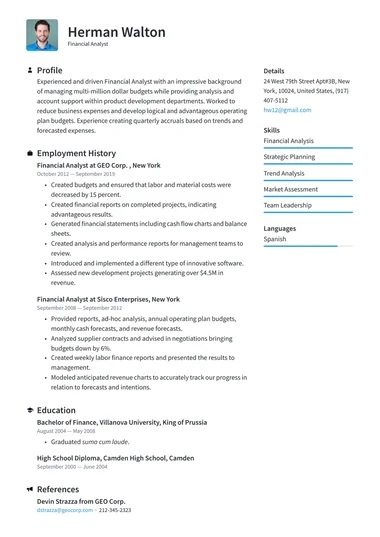 Herman Walton
Financial Analyst
Profile
Experienced and driven Financial Analyst with an impressive background
of managing multi-million dollar budgets while providing analysis and
account support within product development departments. Worked to
reduce business expenses and develop logical and advantageous operating
plan budgets. Experience creating quarterly accruals based on trends and
forecasted expenses.
Employment History
Financial Analyst at GEO Corp. , New York
October 2012 — September 2019
• Created budgets and ensured that labor and material costs were
decreased by 15 percent.
• Created financial reports on completed projects, indicating
advantageous results.
• Generated financial statements including cash flow charts and balance
sheets.
• Created analysis and performance reports for management teams to
review.
• Introduced and implemented a different type of innovative software.
• Assessed new development projects generating over $4.5M in
revenue.
Financial Analyst at Sisco Enterprises, New York
September 2008 — September 2012
• Provided reports, ad-hoc analysis, annual operating plan budgets,
monthly cash forecasts, and revenue forecasts.
• Analyzed supplier contracts and advised in negotiations bringing
budgets down by 6%.
• Created weekly labor finance reports and presented the results to
management.
• Modeled anticipated revenue charts to accurately track our progress in
relation to forecasts and intentions.
Education
Bachelor of Finance, Villanova University, King of Prussia
August 2004 — May 2008
• Graduated suma cum laude.
High School Diploma, Camden High School, Camden
September 2000 — June 2004
References
Devin Strazza from GEO Corp.
dstrazza@geocorp.com · 212-345-2323
Details
24 West 79th Street Apt#3B, New
York, 10024, United States, (917)
407-5112
hw12@gmail.com
Skills
Financial Analysis
Strategic Planning
Trend Analysis
Market Assessment
Team Leadership
Languages
Spanish